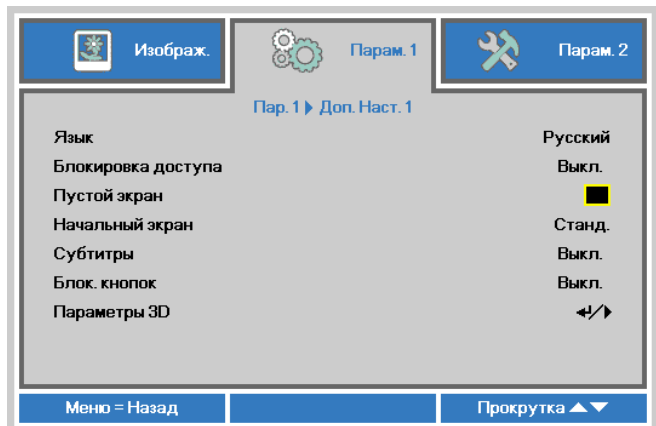 Изображ. Парам. 1 Парам. 2
Пар. 1 ▶ Доп. Наст. 1
Язык Русский
Блокировка доступа Выкл.
Пустой экран
Начальный экран Станд.
Субтитры Выкл.
Блок. кнопок Выкл.
Параметры 3D ↵/▶
Меню = Назад Прокрутка ▲▼